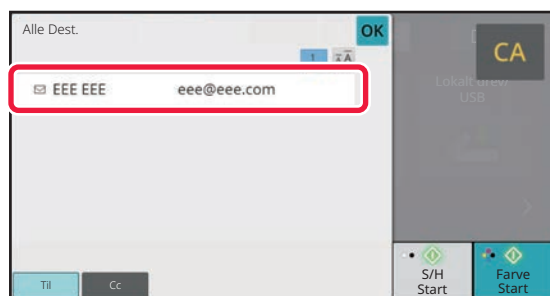 Alle Dest.
OK
CA
1
EEE EEE eee@eee.com
Lokalt drev/
USB
Til
Cc
S/H
Start
Farve
Start